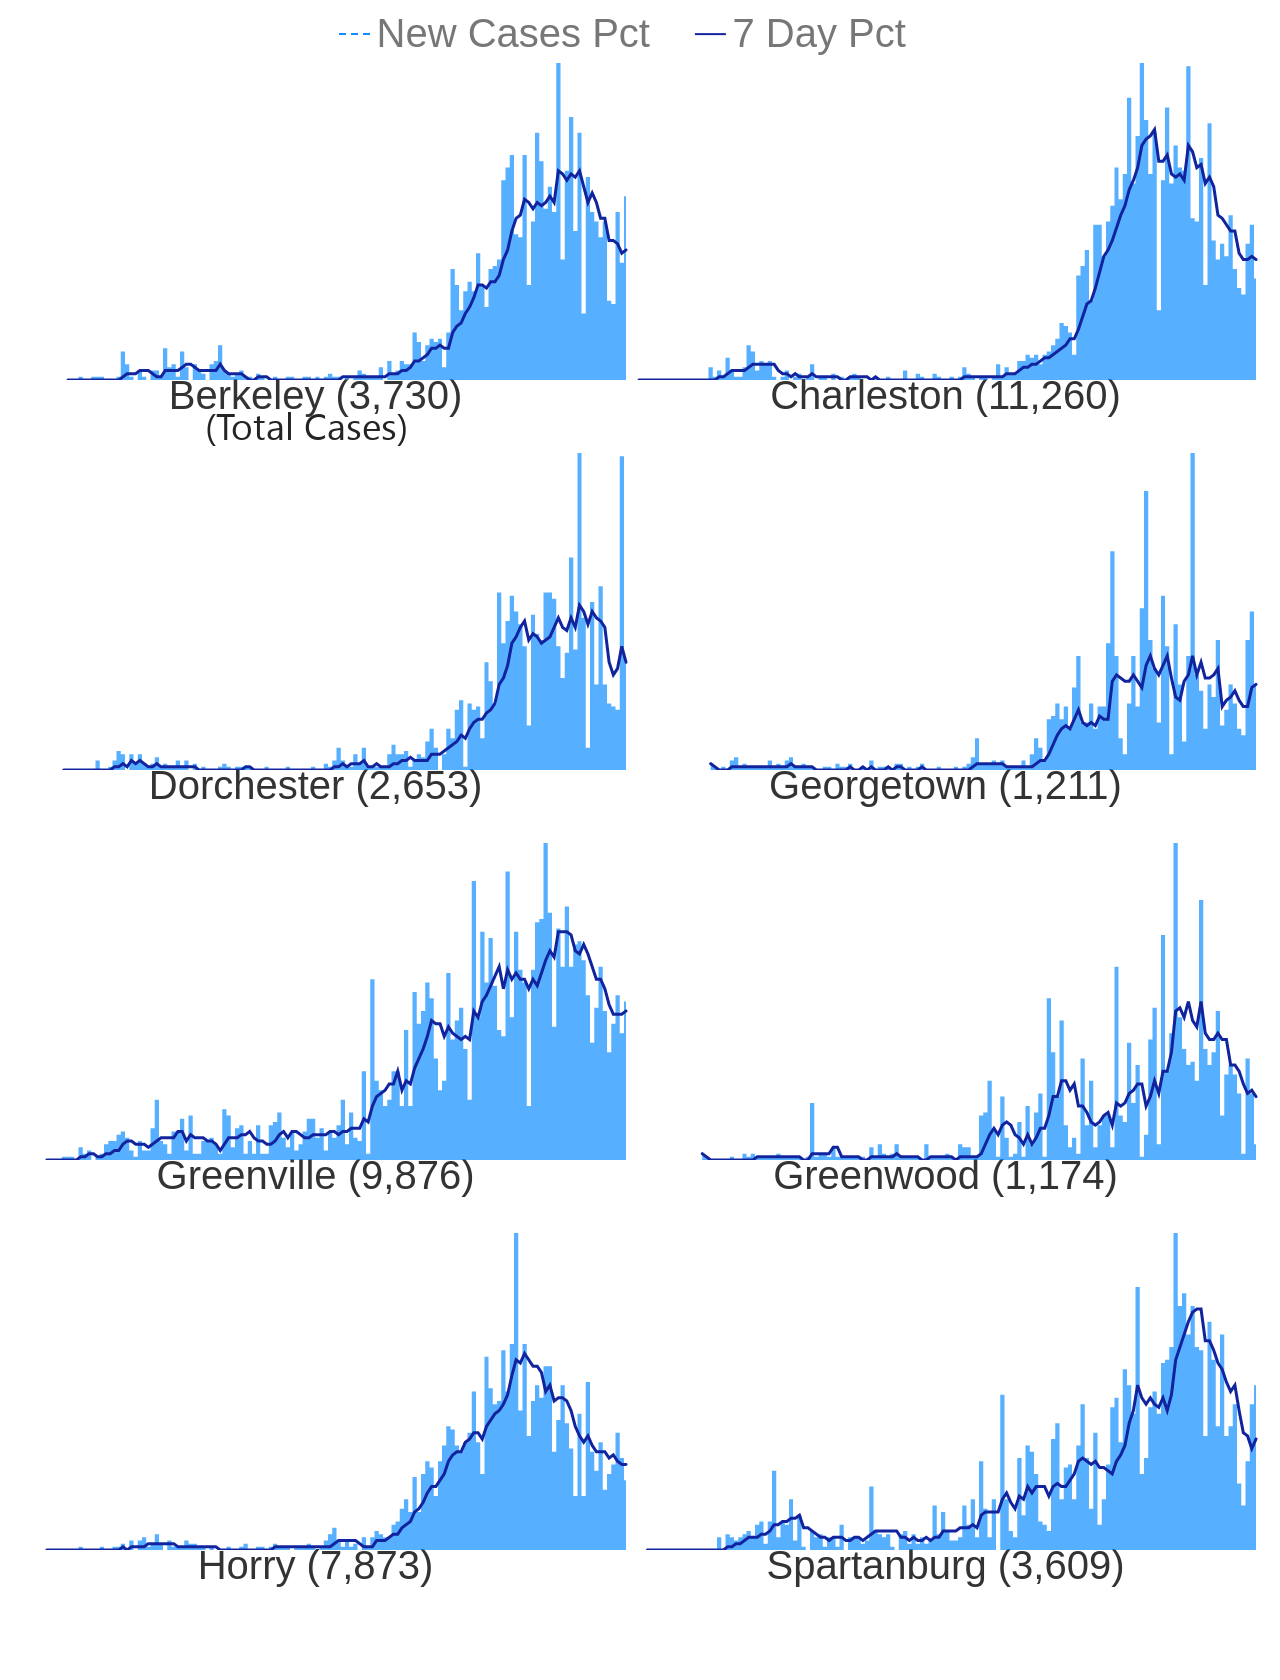 New Cases Pct 7 Day Pct
Berkeley (3,730) Charleston (11,260)
(Total Cases)
Dorchester (2,653) Georgetown (1,211)
Greenville (9,876) Greenwood (1,174)
Horry (7,873) Spartanburg (3,609)